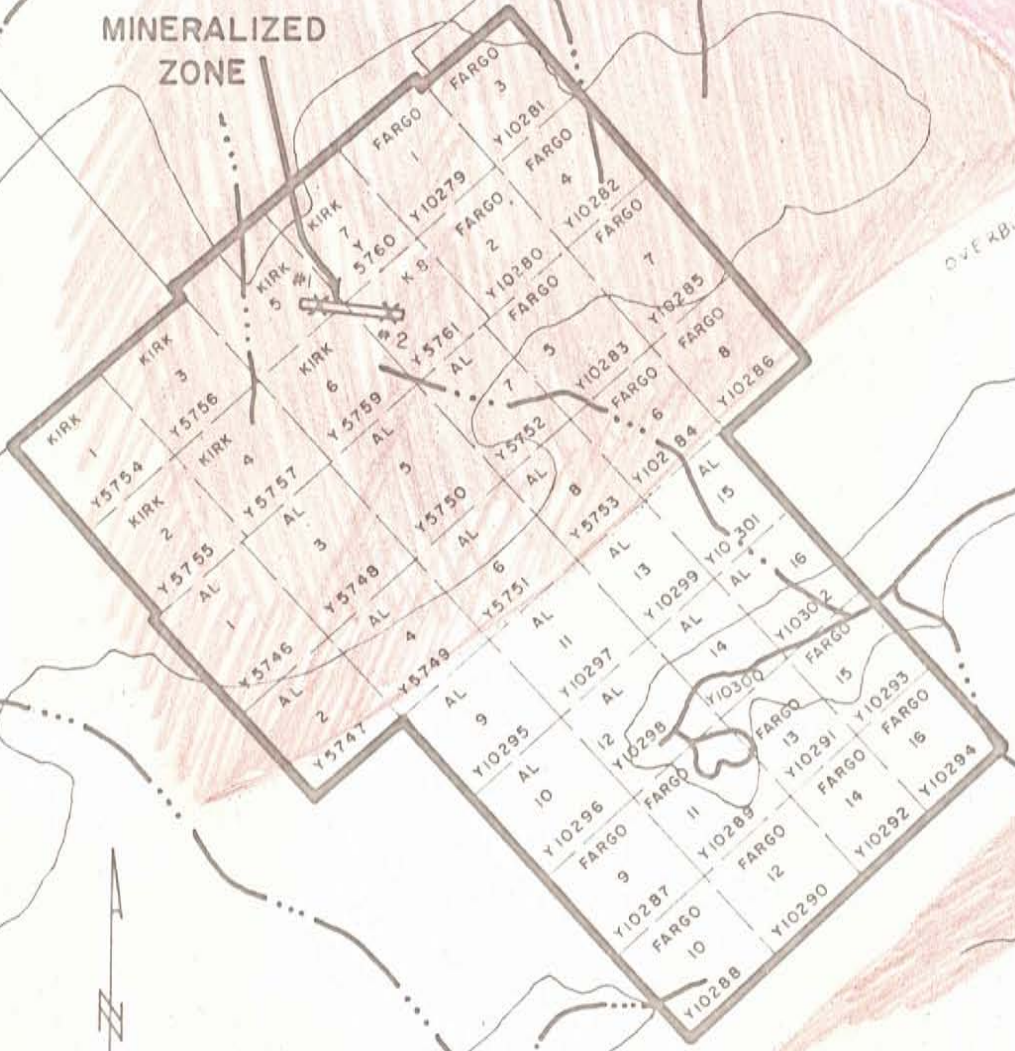 MINERALIZED
ZONE
FARGO
3
Y10281
FARGO
1
Y10279
FARGO
4
Y10282
KIRK
7
Y
5760
FARGO
2
Y10280
FARGO
7
Y10285
KIRK
5
#1
K 8
Y5761
FARGO
5
Y10283
FARGO
8
Y10286
OVERB
KIRK
3
Y5756
KIRK
6
Y5759
#2
AL
7
Y5752
FARGO
6
Y10284
KIRK
1
Y5754
KIRK
4
Y5757
AL
5
Y5750
AL
8
Y5753
AL
15
Y10301
KIRK
2
Y5755
AL
3
Y5748
AL
6
Y5751
AL
13
Y10299
AL
16
Y10302
AL
1
Y5746
AL
4
Y5749
AL
11
Y10297
AL
14
Y10300
FARGO
15
Y10293
AL
2
Y5747
AL
9
Y10295
AL
12
Y10298
FARGO
13
Y10291
FARGO
16
Y10294
AL
10
Y10296
FARGO
11
Y10289
FARGO
14
Y10292
FARGO
9
Y10287
FARGO
12
Y10290
FARGO
10
Y10288
N